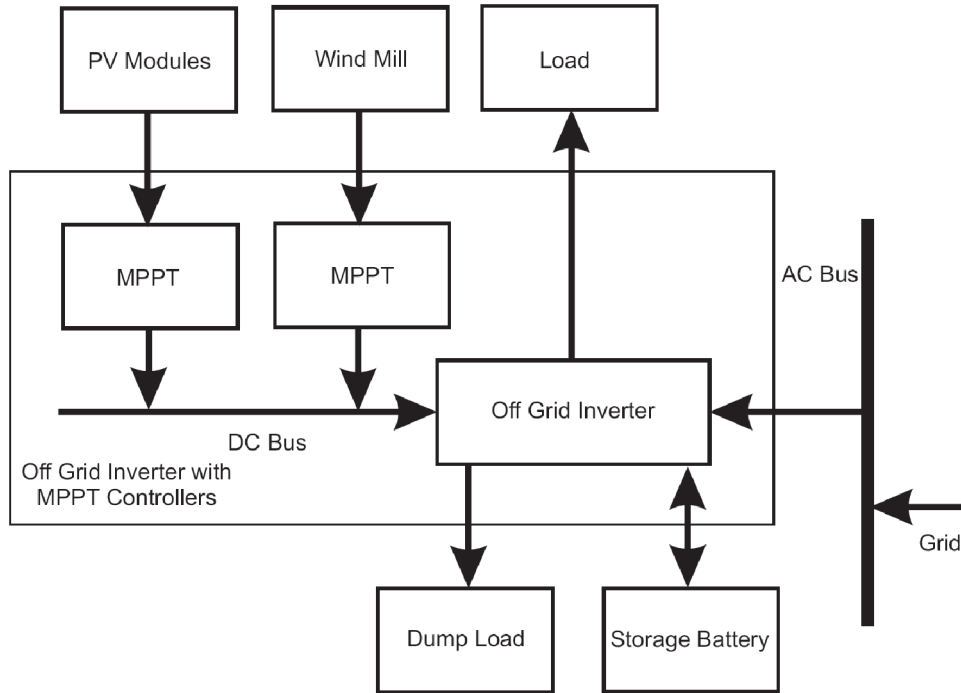 PV Modules
Wind Mill
Load
MPPT
MPPT
AC Bus
Off Grid Inverter
DC Bus
Off Grid Inverter with
MPPT Controllers
Grid
Dump Load
Storage Battery